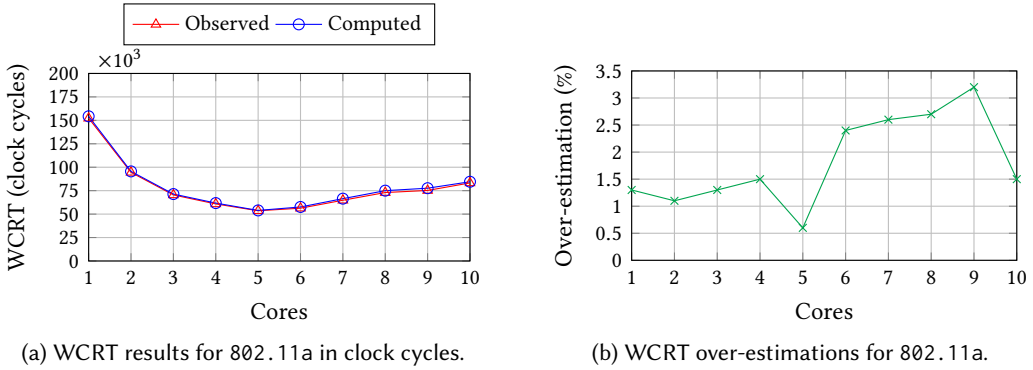 Observed Computed
×10³
200
175
150
125
100
75
50
25
0
WCRT (clock cycles)
1 2 3 4 5 6 7 8 9 10
Cores
(a) WCRT results for 802.11a in clock cycles.
3.5
3
2.5
2
1.5
1
0.5
0
Over-estimation (%)
1 2 3 4 5 6 7 8 9 10
Cores
(b) WCRT over-estimations for 802.11a.